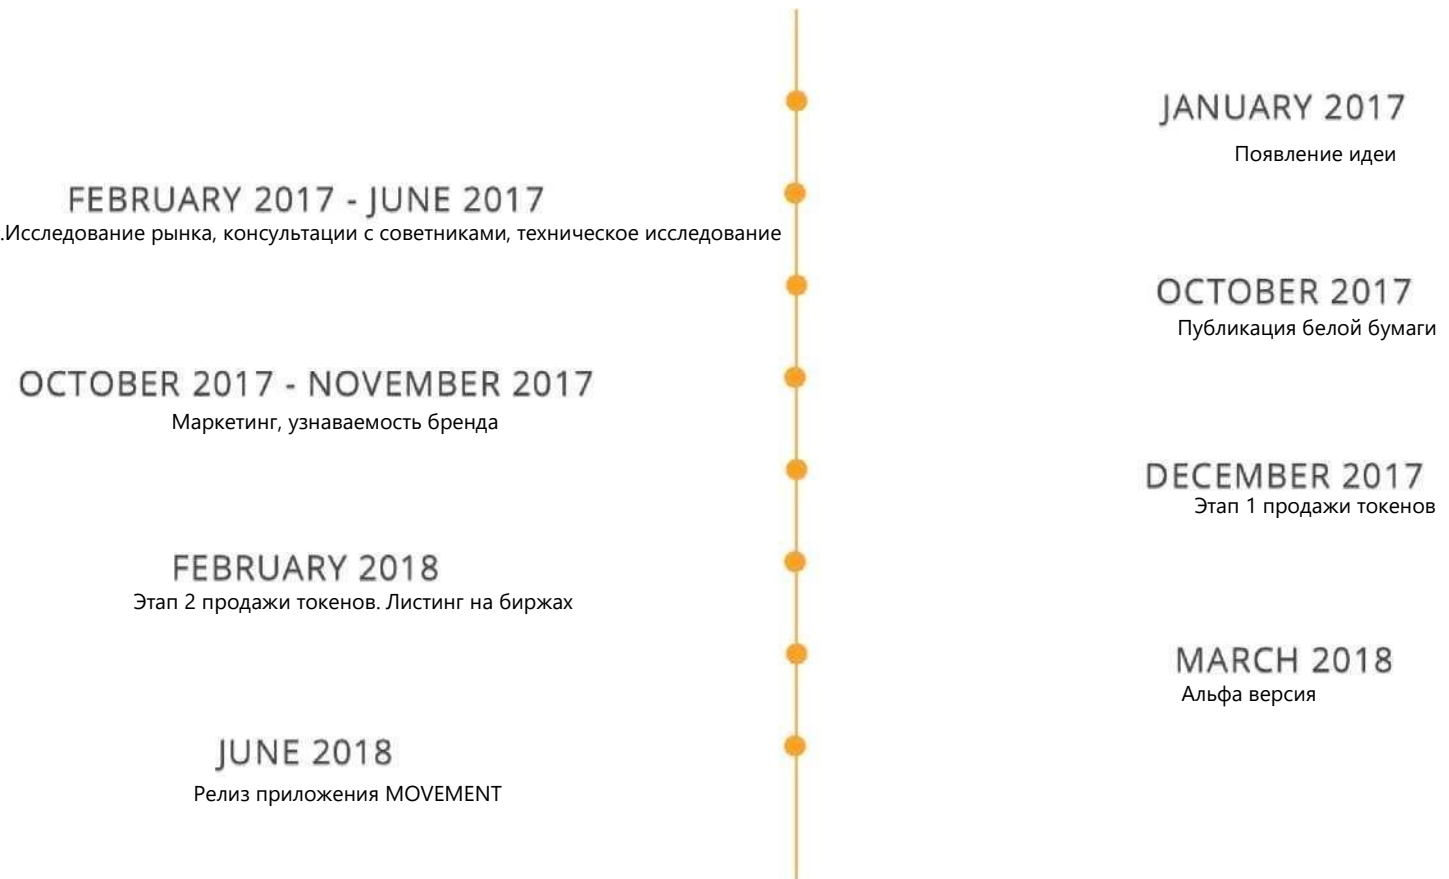 JANUARY 2017
Появление идеи
FEBRUARY 2017 - JUNE 2017
.Исследование рынка, консультации с советниками, техническое исследование
OCTOBER 2017
Публикация белой бумаги
OCTOBER 2017 - NOVEMBER 2017
Маркетинг, узнаваемость бренда
DECEMBER 2017
Этап 1 продажи токенов
FEBRUARY 2018
Этап 2 продажи токенов. Листинг на биржах
MARCH 2018
Альфа версия
JUNE 2018
Релиз приложения MOVEMENT